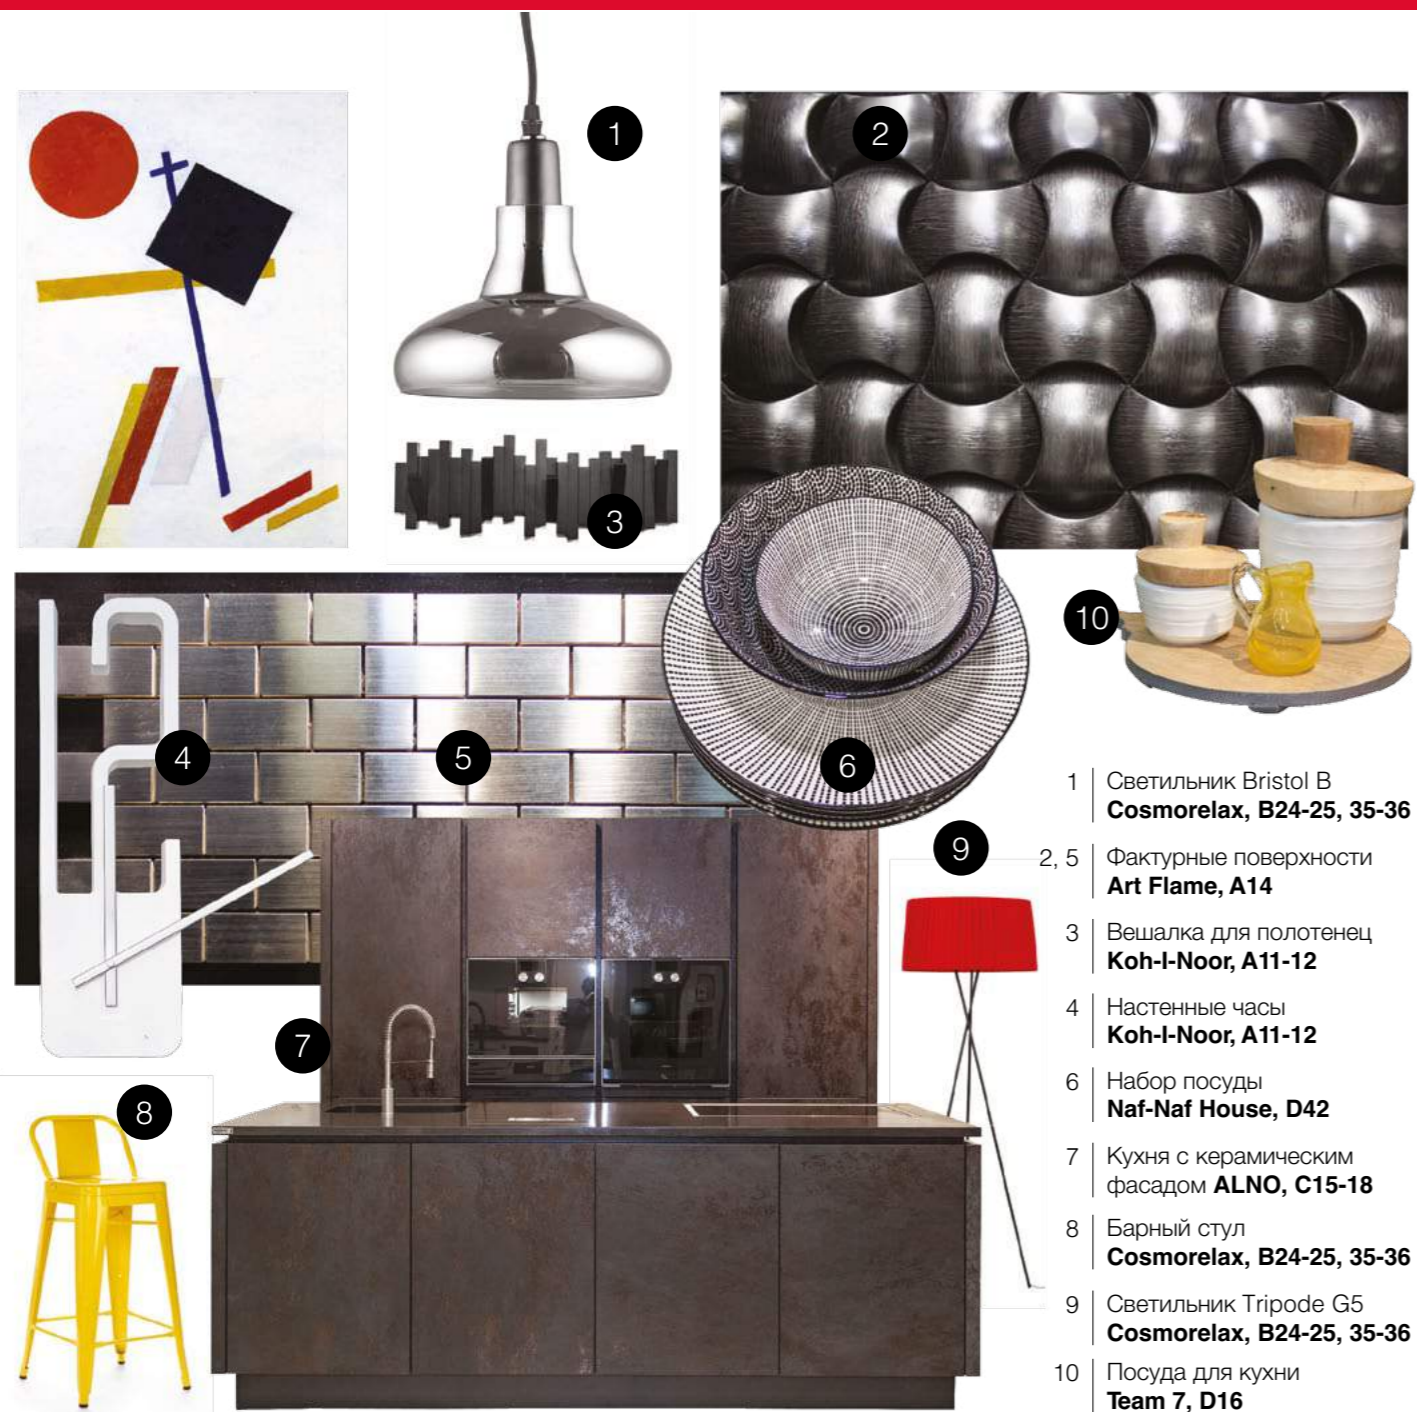 1
2
3
4
5
6
7
8
9
10
1 Светильник Bristol B
Cosmorelax, B24-25, 35-36
2, 5 Фактурные поверхности
Art Flame, A14
3 Вешалка для полотенец
Koh-I-Noor, A11-12
4 Настенные часы
Koh-I-Noor, A11-12
6 Набор посуды
Naf-Naf House, D42
7 Кухня с керамическим
фасадом ALNO, C15-18
8 Барный стул
Cosmorelax, B24-25, 35-36
9 Светильник Tripode G5
Cosmorelax, B24-25, 35-36
10 Посуда для кухни
Team 7, D16